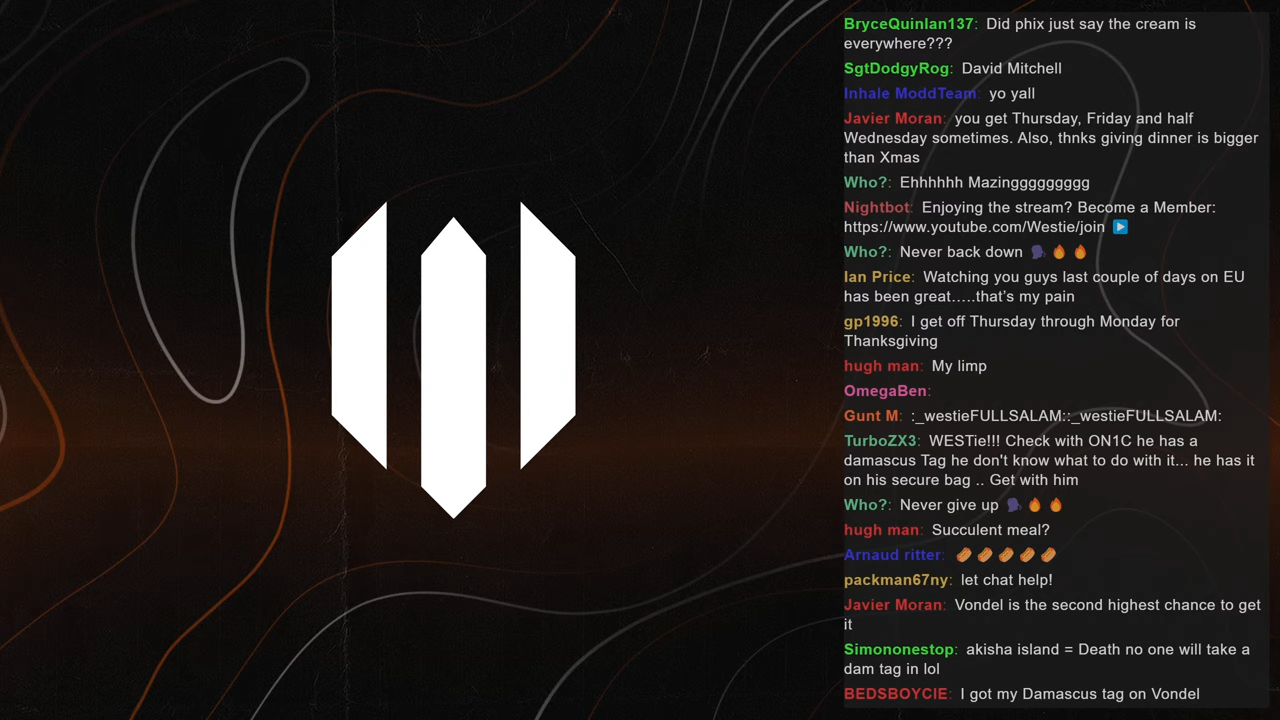 BryceQuinlan137: Did phix just say the cream is
everywhere???
SgtDodgyRog: David Mitchell
Inhale ModdTeam: yo yall
Javier Moran: you get Thursday, Friday and half
Wednesday sometimes. Also, thnks giving dinner is bigger
than Xmas
Who?: Ehhhhhh Mazinggggggggg
Nightbot: Enjoying the stream? Become a Member:
https://www.youtube.com/Westie/join ▶️
Who?: Never back down 🗣🔥🔥
Ian Price: Watching you guys last couple of days on EU
has been great…..that's my pain
gp1996: I get off Thursday through Monday for
Thanksgiving
hugh man: My limp
OmegaBen:
Gunt M: :_westieFULLSALAM::_westieFULLSALAM:
TurboZX3: WESTie!!! Check with ON1C he has a
damascus Tag he don't know what to do with it... he has it
on his secure bag .. Get with him
Who?: Never give up 🗣🔥🔥
hugh man: Succulent meal?
Arnaud ritter: 🌭🌭🌭🌭🌭
packman67ny: let chat help!
Javier Moran: Vondel is the second highest chance to get
it
Simononestop: akisha island = Death no one will take a
dam tag in lol
BEDSBOYCIE: I got my Damascus tag on Vondel